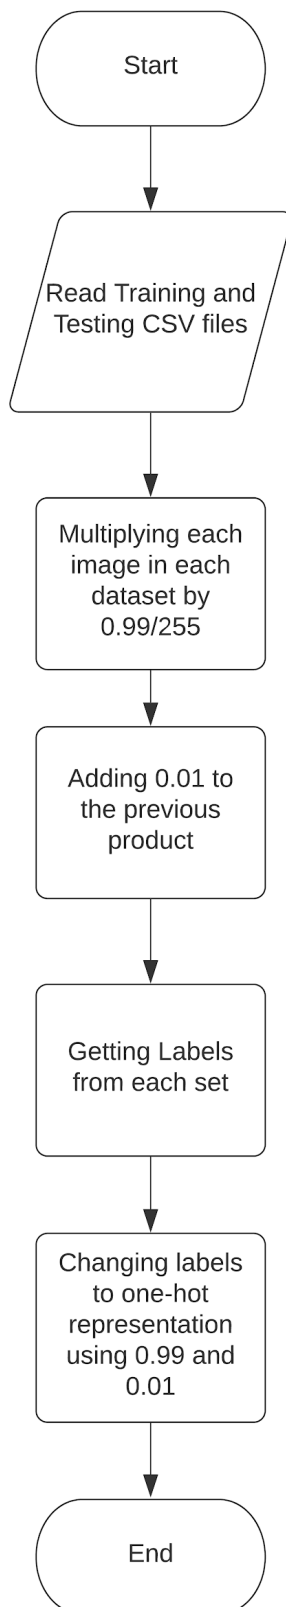 Start
Read Training and
Testing CSV files
Multiplying each
image in each
dataset by
0.99/255
Adding 0.01 to
the previous
product
Getting Labels
from each set
Changing labels
to one-hot
representation
using 0.99 and
0.01
End